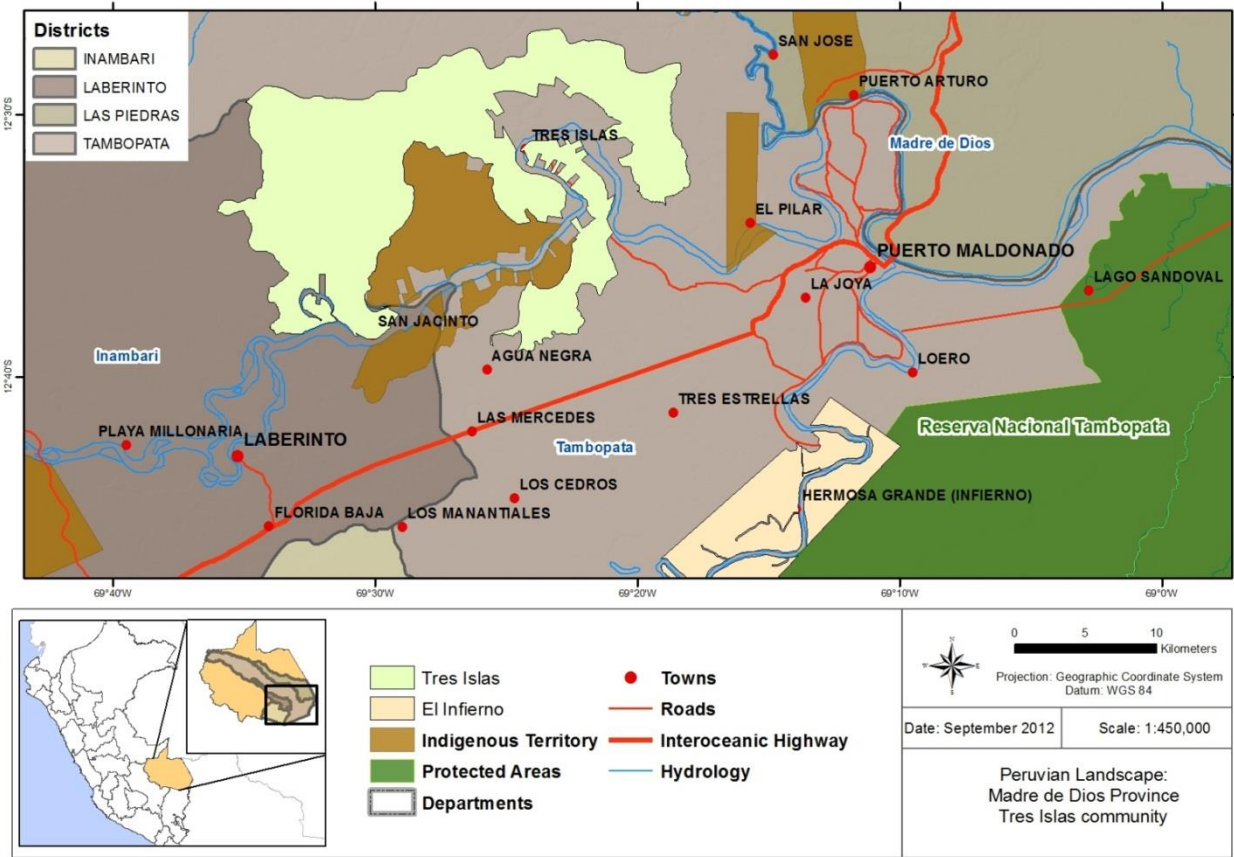 Districts
INAMBARI
LABERINTO
LAS PIEDRAS
TAMBOPATA
SAN JOSE
PUERTO ARTURO
TRES ISLAS
Madre de Dios
EL PILAR
PUERTO MALDONADO
LA JOYA
LAGO SANDOVAL
SAN JACINTO
Inambari
AGUA NEGRA
LOERO
TRES ESTRELLAS
LAS MERCEDES
PLAYA MILLONARIA
LABERINTO
Tambopata
Reserva Nacional Tambopata
LOS CEDROS
HERMOSA GRANDE (INFIERNO)
FLORIDA BAJA
LOS MANANTIALES
12°30'S
12°40'S
69°40'W
69°30'W
69°20'W
69°10'W
69°0'W
Tres Islas
El Infierno
Indigenous Territory
Protected Areas
Departments
Towns
Roads
Interoceanic Highway
Hydrology
N
W
E
S
0 5 10
Kilometers
Projection: Geographic Coordinate System
Datum: WGS 84
Date: September 2012
Scale: 1:450,000
Peruvian Landscape:
Madre de Dios Province
Tres Islas community